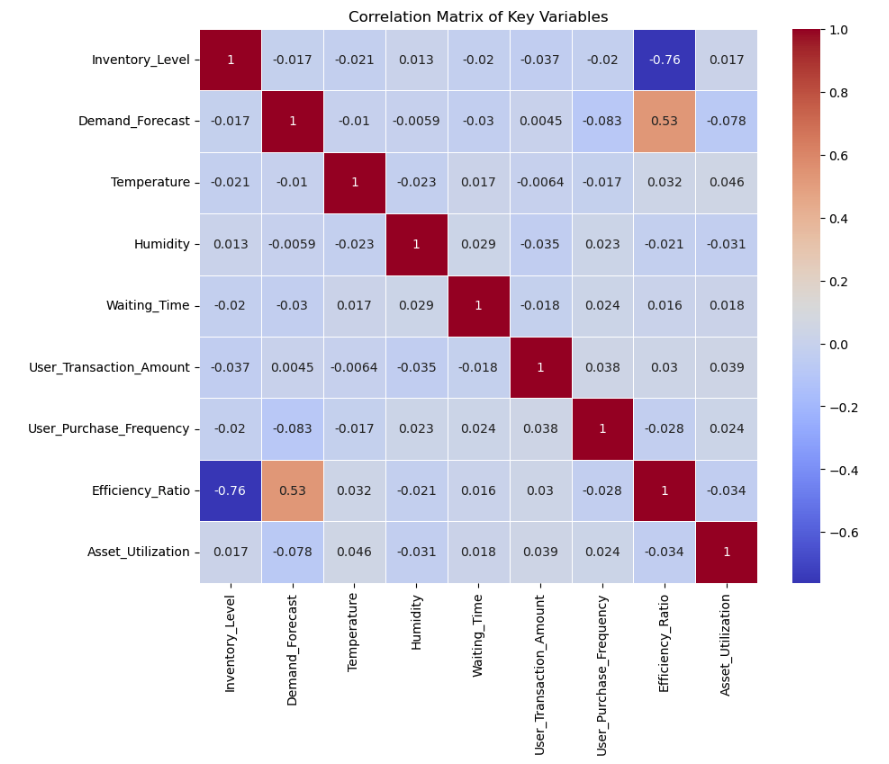 Correlation Matrix of Key Variables
Inventory_Level 1 -0.017 -0.021 0.013 -0.02 -0.037 -0.02 -0.76 0.017
Demand_Forecast -0.017 1 -0.01 -0.0059 -0.03 0.0045 -0.083 0.53 -0.078
Temperature -0.021 -0.01 1 -0.023 0.017 -0.0064 -0.017 0.032 0.046
Humidity 0.013 -0.0059 -0.023 1 0.029 -0.035 0.023 -0.021 -0.031
Waiting_Time -0.02 -0.03 0.017 0.029 1 -0.018 0.024 0.016 0.018
User_Transaction_Amount -0.037 0.0045 -0.0064 -0.035 -0.018 1 0.038 0.03 0.039
User_Purchase_Frequency -0.02 -0.083 -0.017 0.023 0.024 0.038 1 -0.028 0.024
Efficiency_Ratio -0.76 0.53 0.032 -0.021 0.016 0.03 -0.028 1 -0.034
Asset_Utilization 0.017 -0.078 0.046 -0.031 0.018 0.039 0.024 -0.034 1
Inventory_Level
Demand_Forecast
Temperature
Humidity
Waiting_Time
User_Transaction_Amount
User_Purchase_Frequency
Efficiency_Ratio
Asset_Utilization
1.0
0.8
0.6
0.4
0.2
0.0
−0.2
−0.4
−0.6